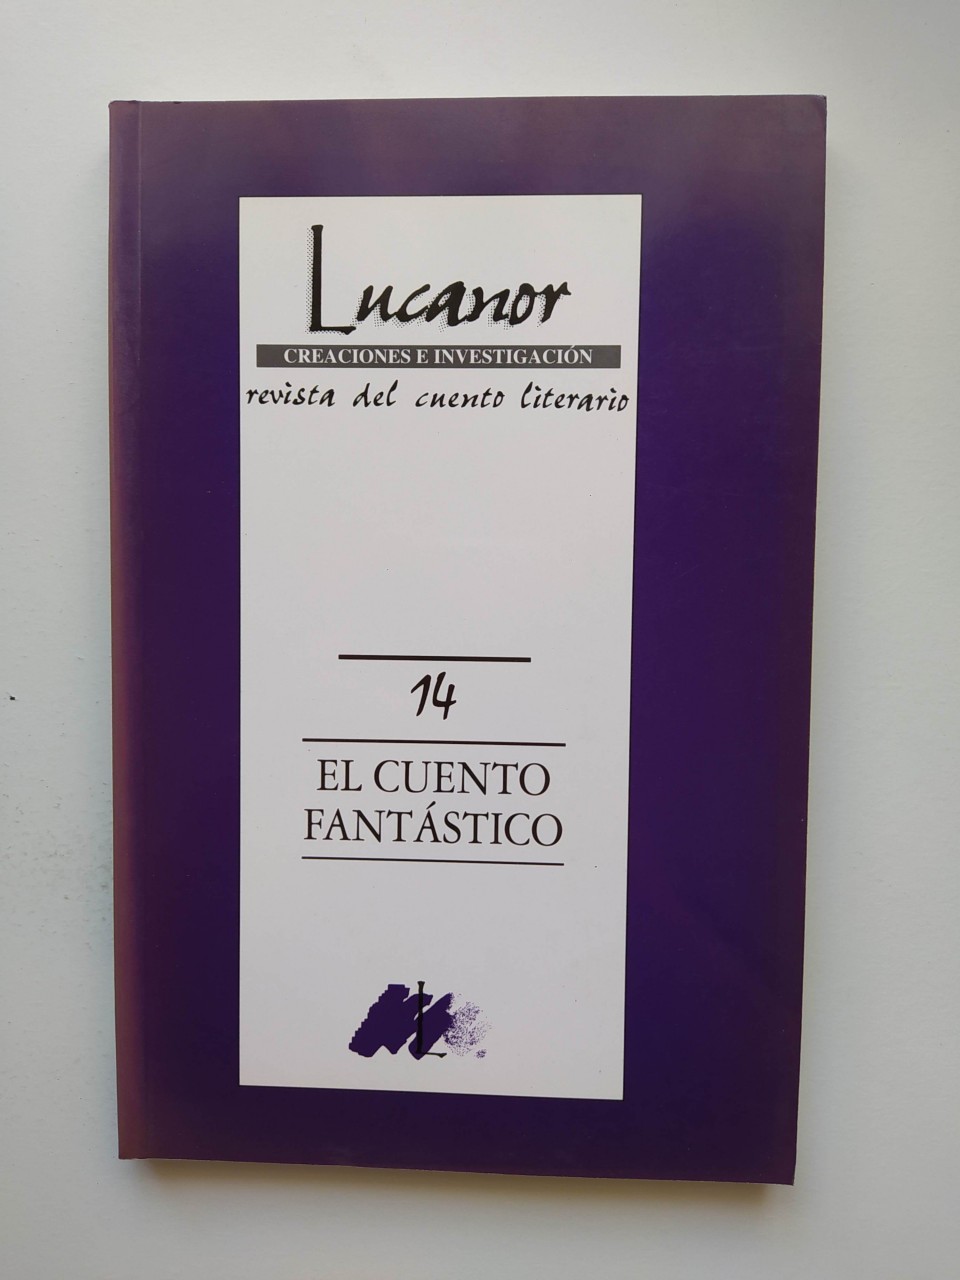 Lucanor
CREACIONES E INVESTIGACIÓN
revista del cuento literario
14
EL CUENTO
FANTÁSTICO
L